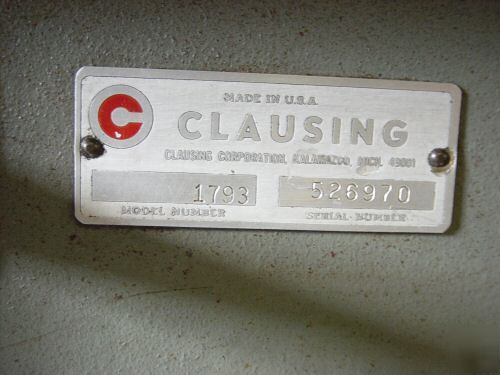 MADE IN U.S.A.
C CLAUSING
CLAUSING CORPORATION, KALAMAZOO, MICH. 49001
1793 526970
MODEL NUMBER SERIAL NUMBER